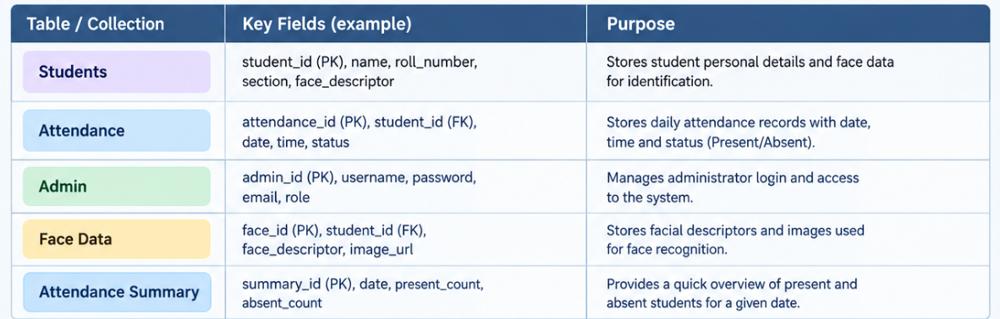 Table / Collection
Key Fields (example)
Purpose
Students
student_id (PK), name, roll_number,
section, face_descriptor
Stores student personal details and face data
for identification.
Attendance
attendance_id (PK), student_id (FK),
date, time, status
Stores daily attendance records with date,
time and status (Present/Absent).
Admin
admin_id (PK), username, password,
email, role
Manages administrator login and access
to the system.
Face Data
face_id (PK), student_id (FK),
face_descriptor, image_url
Stores facial descriptors and images used
for face recognition.
Attendance Summary
summary_id (PK), date, present_count,
absent_count
Provides a quick overview of present and
absent students for a given date.